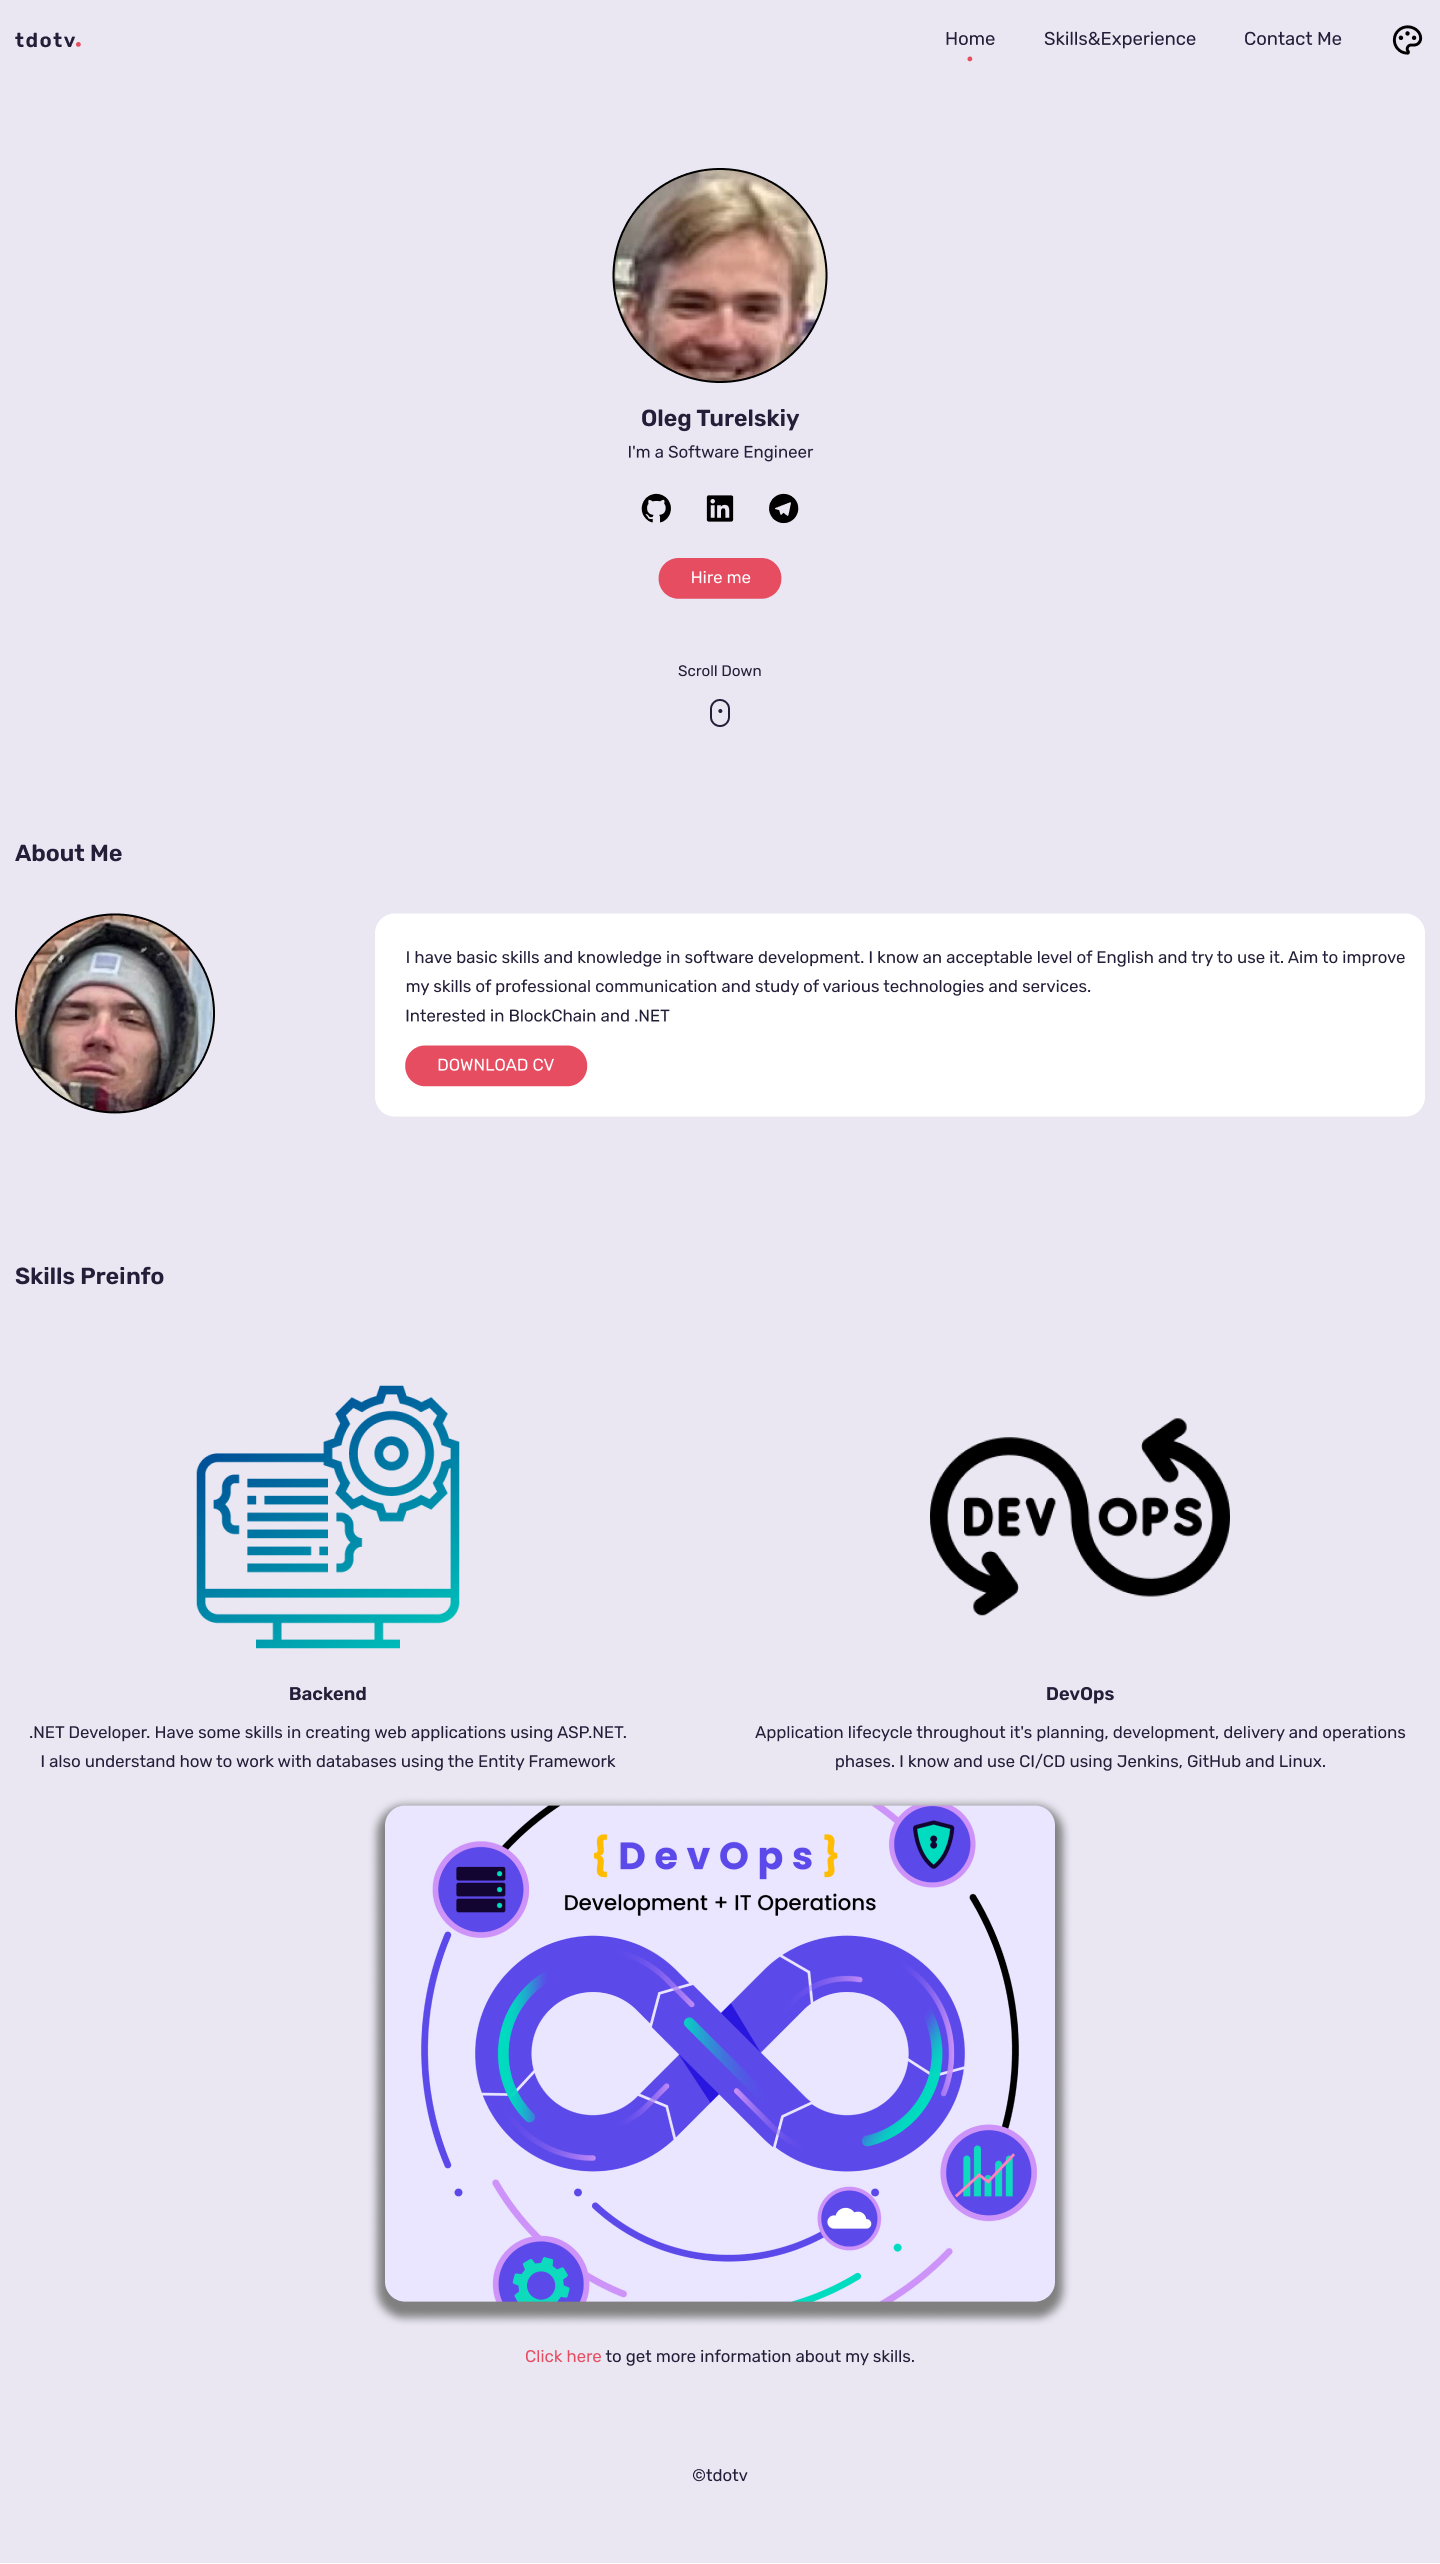 tdotv.
Home Skills&Experience Contact Me
Oleg Turelskiy
I'm a Software Engineer
Hire me
Scroll Down
About Me
I have basic skills and knowledge in software development. I know an acceptable level of English and try to use it. Aim to improve
my skills of professional communication and study of various technologies and services.
Interested in BlockChain and .NET
DOWNLOAD CV
Skills Preinfo
DEV OPS
Backend
.NET Developer. Have some skills in creating web applications using ASP.NET.
I also understand how to work with databases using the Entity Framework
DevOps
Application lifecycle throughout it's planning, development, delivery and operations
phases. I know and use CI/CD using Jenkins, GitHub and Linux.
{DevOps}
Development + IT Operations
Click here to get more information about my skills.
©tdotv